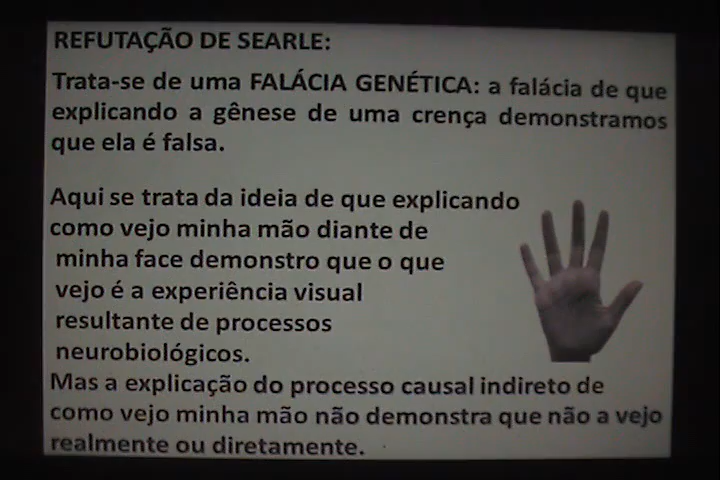 REFUTAÇÃO DE SEARLE:
Trata-se de uma FALÁCIA GENÉTICA: a falácia de que
explicando a gênese de uma crença demonstramos
que ela é falsa.
Aqui se trata da ideia de que explicando
como vejo minha mão diante de
minha face demonstro que o que
vejo é a experiência visual
resultante de processos
neurobiológicos.
Mas a explicação do processo causal indireto de
como vejo minha mão não demonstra que não a vejo
realmente ou diretamente.